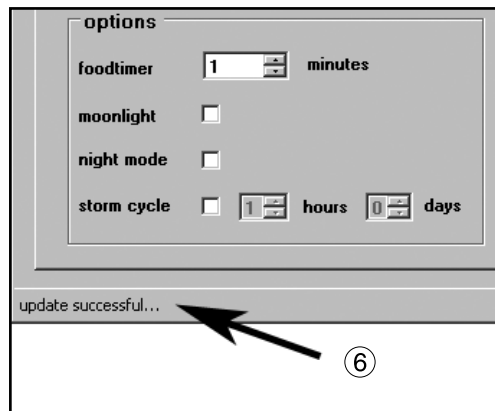 options
foodtimer 1 minutes
moonlight
night mode
storm cycle 1 hours 0 days
update successful...
6